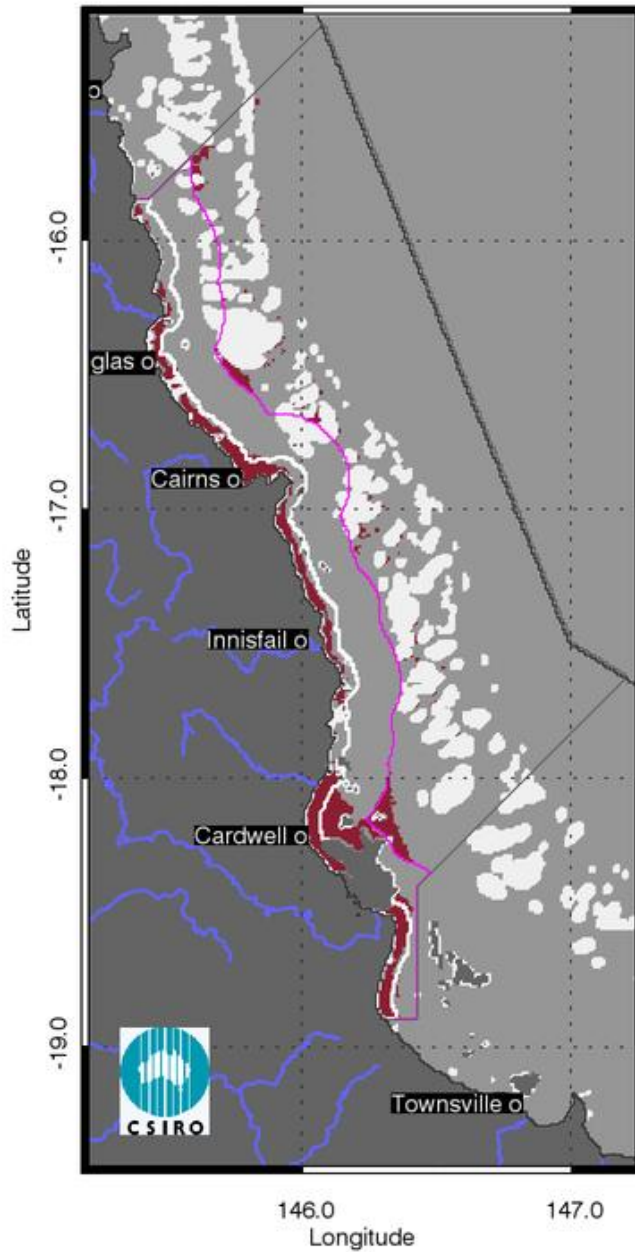 o
-16.0
glas o
Cairns o
-17.0
Latitude
Innisfail o
-18.0
Cardwell o
-19.0
CSIRO
Townsville o
146.0
147.0
Longitude